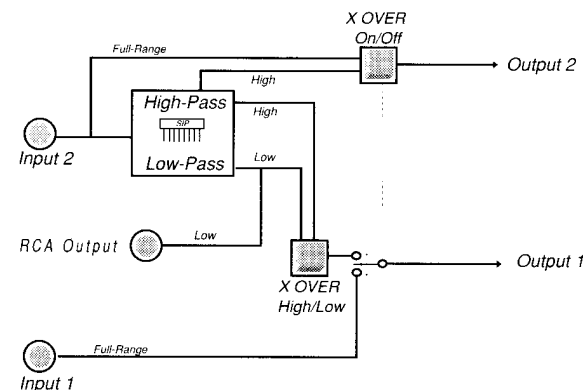 X OVER
On/Off
Full-Range
Output 2
High
High-Pass
High
SIP
Input 2
Low-Pass
Low
RCA Output
Low
Output 1
X OVER
High/Low
Full-Range
Input 1